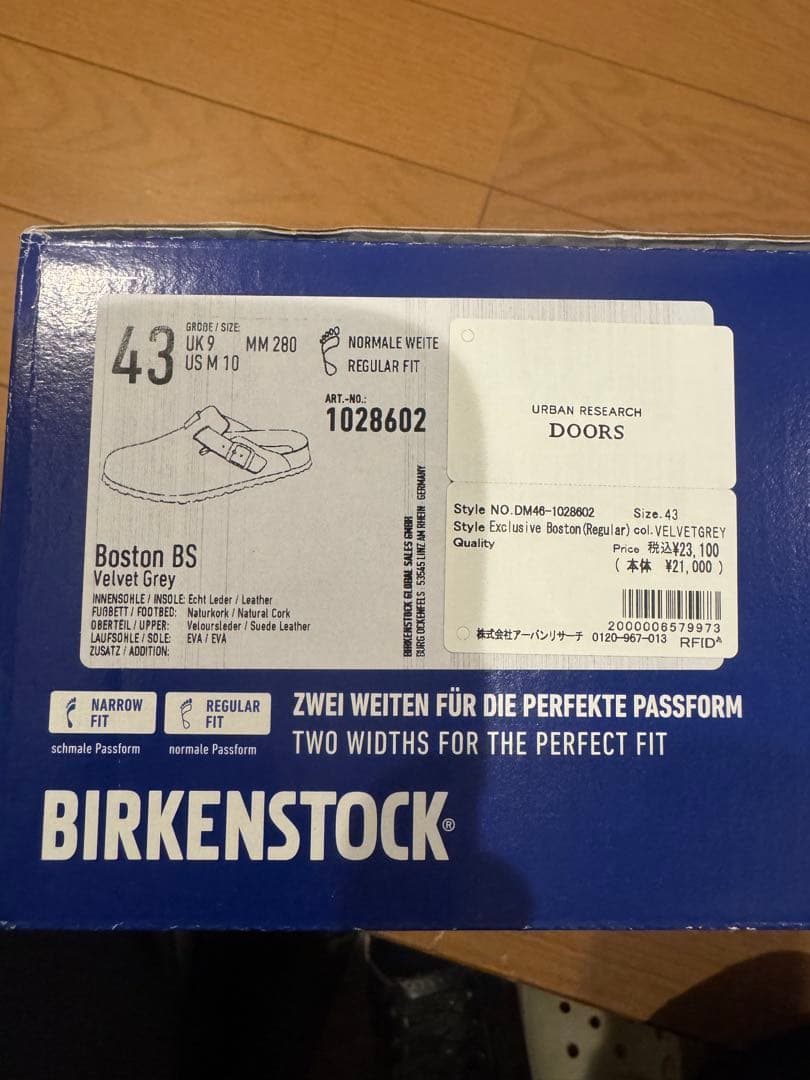 43
GRÖßE / SIZE:
UK 9 MM 280
US M 10
NORMALE WEITE
REGULAR FIT
ART.-NO.:
1028602
Boston BS
Velvet Grey
INNENSOHLE / INSOLE: Echt Leder / Leather
FUßBETT / FOOTBED: Naturkork / Natural Cork
OBERTEIL / UPPER: Veloursleder / Suede Leather
LAUFSOHLE / SOLE: EVA / EVA
ZUSATZ / ADDITION:
BIRKENSTOCK GLOBAL SALES GMBH
BURG OCKENFELS 53545 LINZ AM RHEIN GERMANY
URBAN RESEARCH
DOORS
Style NO.DM46-1028602 Size.43
Style Exclusive Boston(Regular) col.VELVETGREY
Quality Price 税込¥23,100
( 本体 ¥21,000 )
2000006579973
株式会社アーバンリサーチ 0120-967-013 RFID
NARROW FIT
schmale Passform
REGULAR FIT
normale Passform
ZWEI WEITEN FÜR DIE PERFEKTE PASSFORM
TWO WIDTHS FOR THE PERFECT FIT
BIRKENSTOCK®